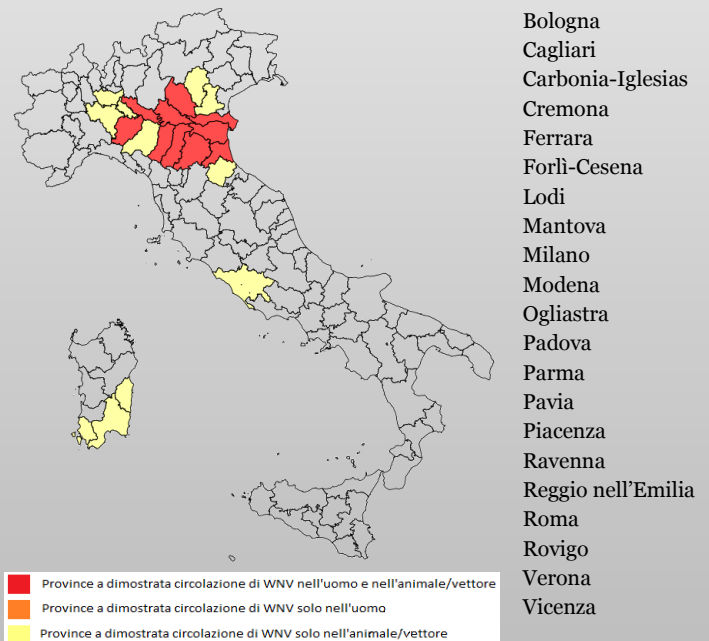 Bologna
Cagliari
Carbonia-Iglesias
Cremona
Ferrara
Forlì-Cesena
Lodi
Mantova
Milano
Modena
Ogliastra
Padova
Parma
Pavia
Piacenza
Ravenna
Reggio nell’Emilia
Roma
Rovigo
Verona
Vicenza
Province a dimostrata circolazione di WNV nell'uomo e nell'animale/vettore
Province a dimostrata circolazione di WNV solo nell'uomo
Province a dimostrata circolazione di WNV solo nell'animale/vettore